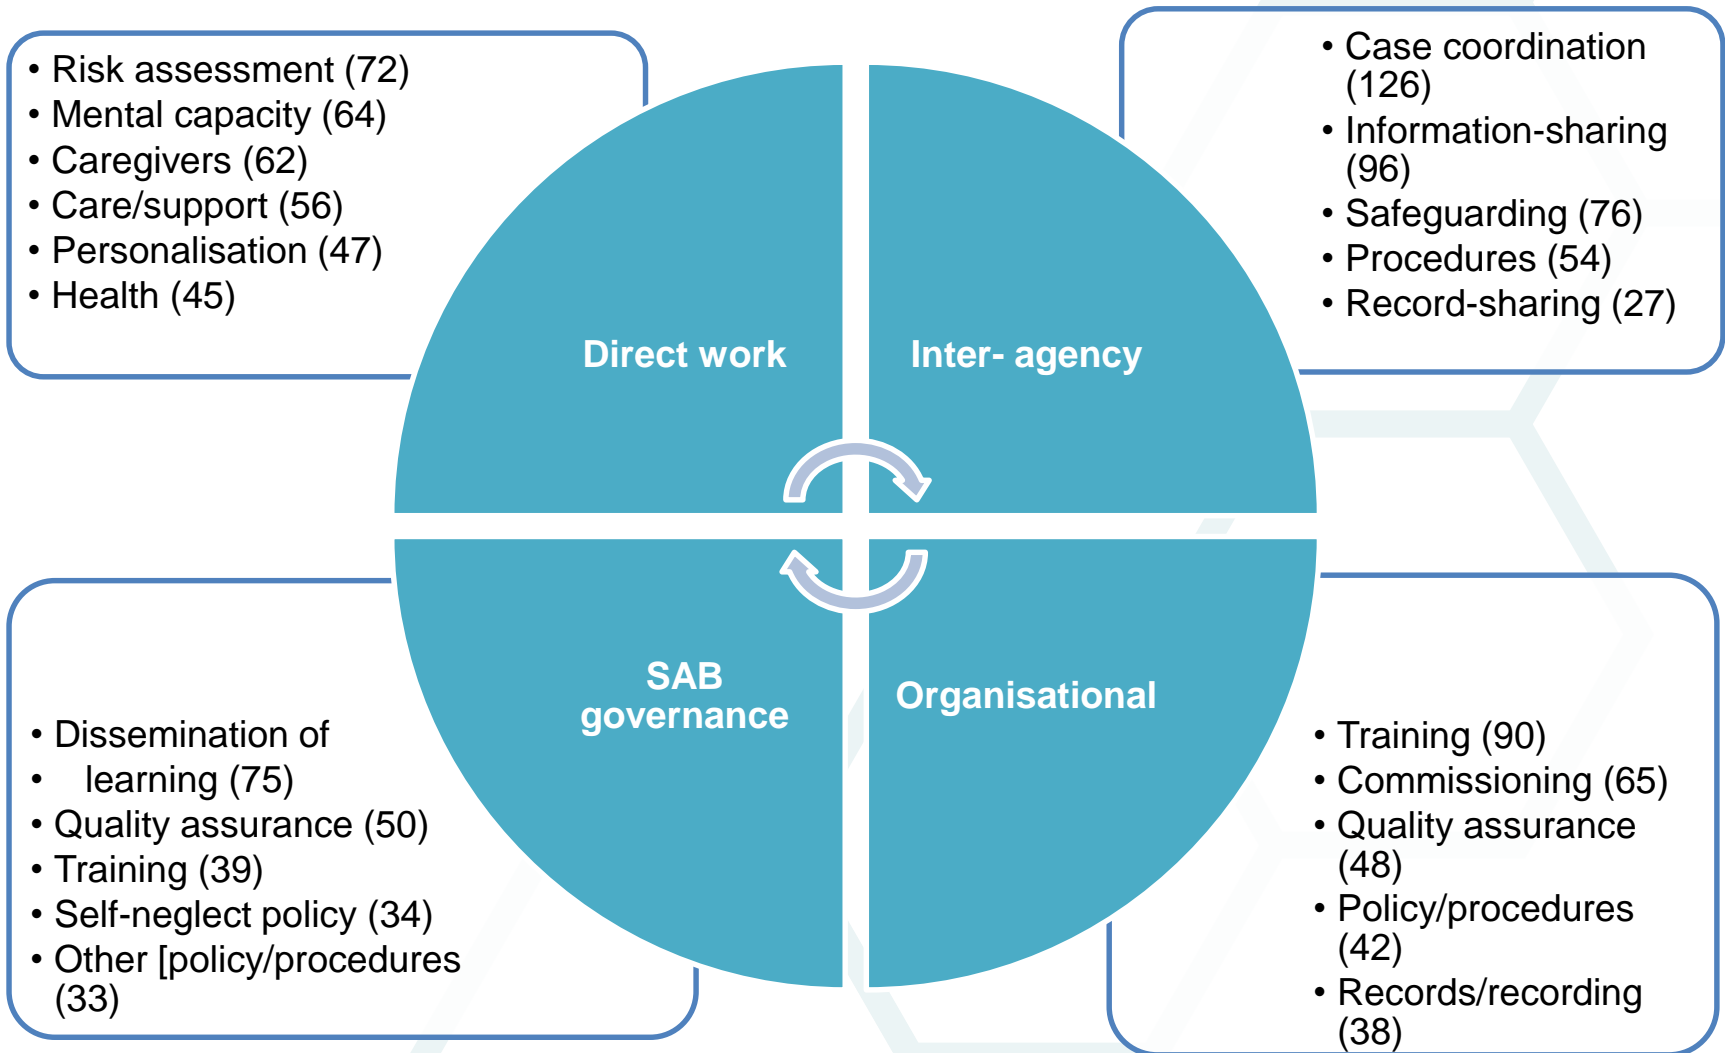 • Risk assessment (72)
• Mental capacity (64)
• Caregivers (62)
• Care/support (56)
• Personalisation (47)
• Health (45)
• Case coordination
(126)
• Information-sharing
(96)
• Safeguarding (76)
• Procedures (54)
• Record-sharing (27)
Direct work
Inter- agency
SAB
governance
Organisational
• Dissemination of
• learning (75)
• Quality assurance (50)
• Training (39)
• Self-neglect policy (34)
• Other [policy/procedures
(33)
• Training (90)
• Commissioning (65)
• Quality assurance
(48)
• Policy/procedures
(42)
• Records/recording
(38)